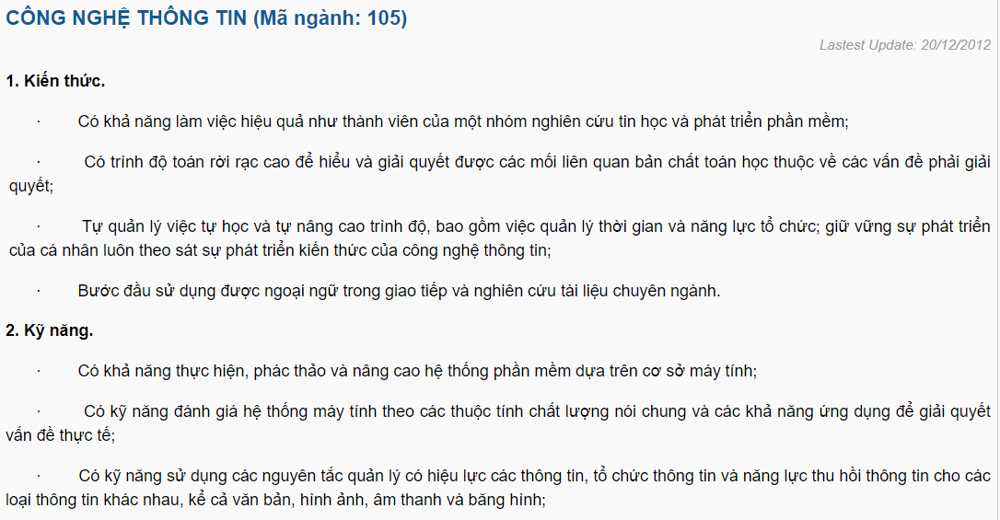 CÔNG NGHỆ THÔNG TIN (Mã ngành: 105)
Lastest Update: 20/12/2012
1. Kiến thức.
· Có khả năng làm việc hiệu quả như thành viên của một nhóm nghiên cứu tin học và phát triển phần mềm;
· Có trình độ toán rời rạc cao để hiểu và giải quyết được các mối liên quan bản chất toán học thuộc về các vấn đề phải giải
quyết;
· Tự quản lý việc tự học và tự nâng cao trình độ, bao gồm việc quản lý thời gian và năng lực tổ chức; giữ vững sự phát triển
của cá nhân luôn theo sát sự phát triển kiến thức của công nghệ thông tin;
· Bước đầu sử dụng được ngoại ngữ trong giao tiếp và nghiên cứu tài liệu chuyên ngành.
2. Kỹ năng.
· Có khả năng thực hiện, phác thảo và nâng cao hệ thống phần mềm dựa trên cơ sở máy tính;
· Có kỹ năng đánh giá hệ thống máy tính theo các thuộc tính chất lượng nói chung và các khả năng ứng dụng để giải quyết
vấn đề thực tế;
· Có kỹ năng sử dụng các nguyên tắc quản lý có hiệu lực các thông tin, tổ chức thông tin và năng lực thu hồi thông tin cho các
loại thông tin khác nhau, kể cả văn bản, hình ảnh, âm thanh và băng hình;